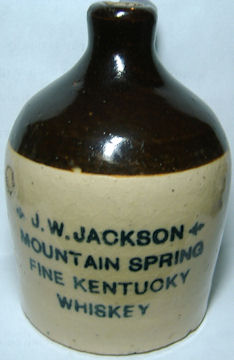 J.W. JACKSON
MOUNTAIN SPRING
FINE KENTUCKY
WHISKEY